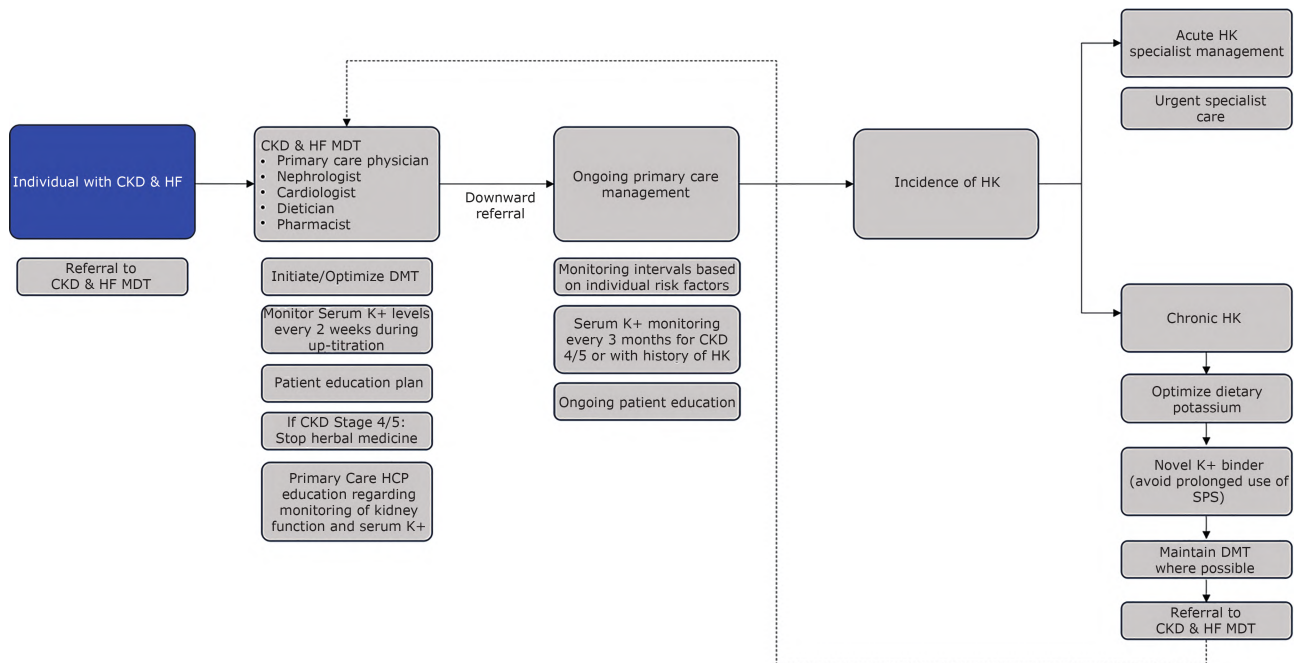 Individual with CKD & HF
Referral to
CKD & HF MDT
CKD & HF MDT
• Primary care physician
• Nephrologist
• Cardiologist
• Dietician
• Pharmacist
Initiate/Optimize DMT
Monitor Serum K+ levels
every 2 weeks during
up-titration
Patient education plan
If CKD Stage 4/5:
Stop herbal medicine
Primary Care HCP
education regarding
monitoring of kidney
function and serum K+
Downward
referral
Ongoing primary care
management
Monitoring intervals based
on individual risk factors
Serum K+ monitoring
every 3 months for CKD
4/5 or with history of HK
Ongoing patient education
Incidence of HK
Acute HK
specialist management
Urgent specialist
care
Chronic HK
Optimize dietary
potassium
Novel K+ binder
(avoid prolonged use of
SPS)
Maintain DMT
where possible
Referral to
CKD & HF MDT